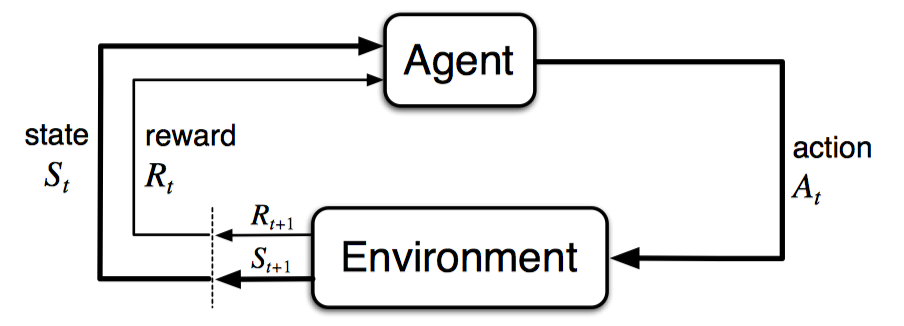 Agent
state
S_t
reward
R_t
action
A_t
R_{t+1}
S_{t+1}
Environment